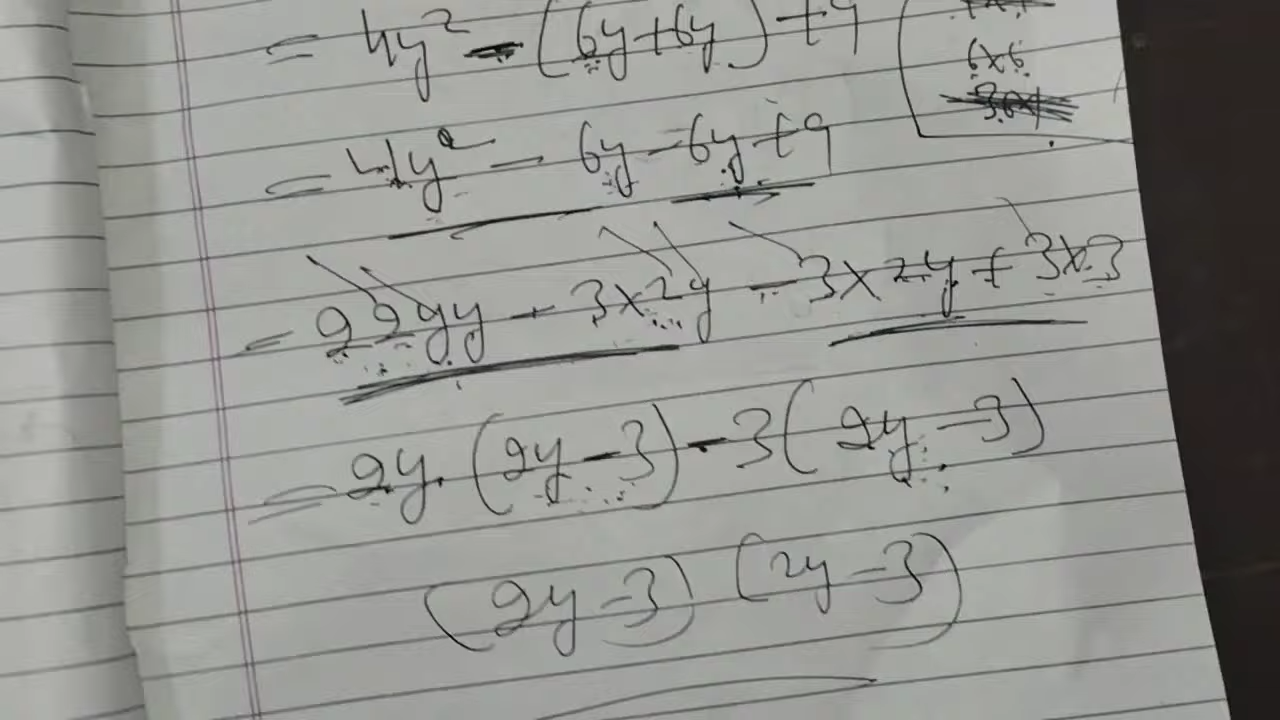 = 4y² - (6y+6y) + 9
6×6
= 4y² - 6y - 6y + 9
= 2 2 y y - 3×2y - 3×2y + 3×3
= 2y (2y - 3) - 3 (2y - 3)
(2y - 3) (2y - 3)